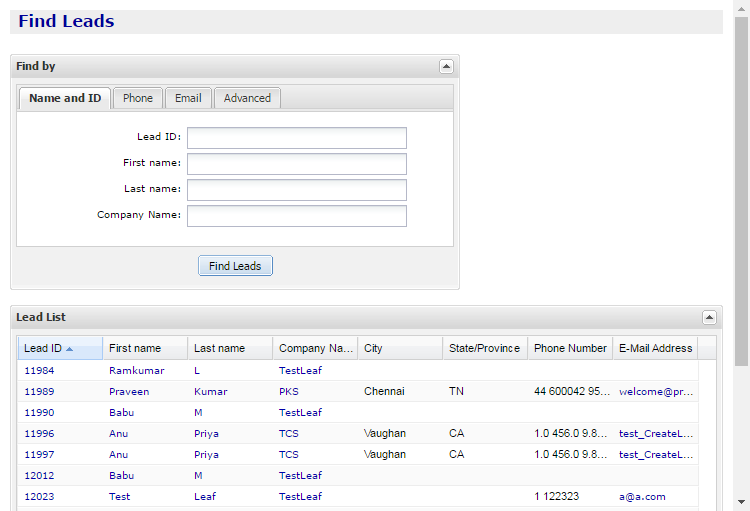 Find Leads
Find by
Name and ID Phone Email Advanced
Lead ID:
First name:
Last name:
Company Name:
Find Leads
Lead List
Lead ID First name Last name Company Na... City State/Province Phone Number E-Mail Address
11984 Ramkumar L TestLeaf
11989 Praveen Kumar PKS Chennai TN 44 600042 95... welcome@pr...
11990 Babu M TestLeaf
11996 Anu Priya TCS Vaughan CA 1.0 456.0 9.8... test_CreateL...
11997 Anu Priya TCS Vaughan CA 1.0 456.0 9.8... test_CreateL...
12012 Babu M TestLeaf
12023 Test Leaf TestLeaf 1 122323 a@a.com